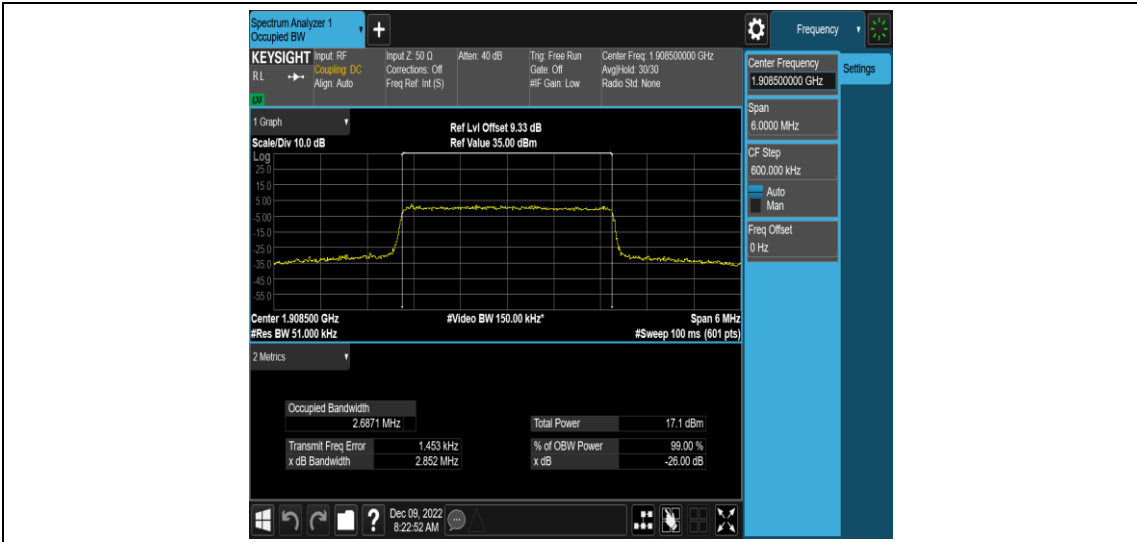 Spectrum Analyzer 1
Occupied BW
Frequency
KEYSIGHT
RL
LXI
Input: RF
Coupling: DC
Align: Auto
Input Z: 50 Ω
Corrections: Off
Freq Ref: Int (S)
Atten: 40 dB
Trig: Free Run
Gate: Off
#IF Gain: Low
Center Freq: 1.908500000 GHz
Avg|Hold: 30/30
Radio Std: None
Center Frequency
1.908500000 GHz
Settings
Span
6.0000 MHz
CF Step
600.000 kHz
Auto
Man
Freq Offset
0 Hz
1 Graph
Scale/Div 10.0 dB
Ref Lvl Offset 9.33 dB
Ref Value 35.00 dBm
Log
25.0
15.0
5.00
-5.00
-15.0
-25.0
-35.0
-45.0
-55.0
Center 1.908500 GHz
#Res BW 51.000 kHz
#Video BW 150.00 kHz*
Span 6 MHz
#Sweep 100 ms (601 pts)
2 Metrics
Occupied Bandwidth
2.6871 MHz
Total Power 17.1 dBm
Transmit Freq Error 1.453 kHz
% of OBW Power 99.00 %
x dB Bandwidth 2.852 MHz
x dB -26.00 dB
?
Dec 09, 2022
8:22:52 AM